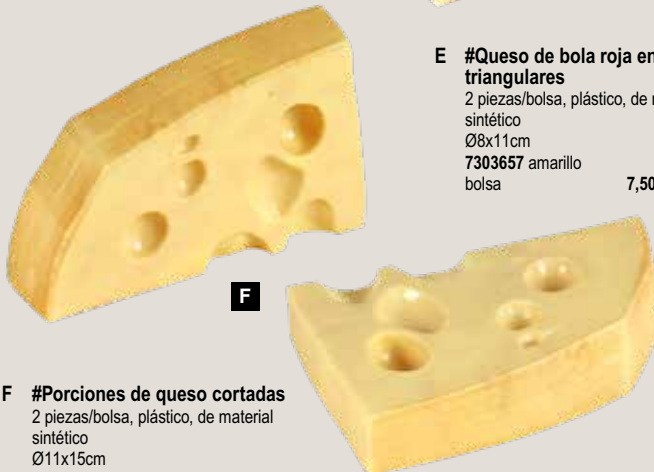 E #Queso de bola roja en
triangulares
2 piezas/bolsa, plástico, de
sintético
Ø8x11cm
7303657 amarillo
bolsa 7,50
F
F #Porciones de queso cortadas
2 piezas/bolsa, plástico, de material
sintético
Ø11x15cm